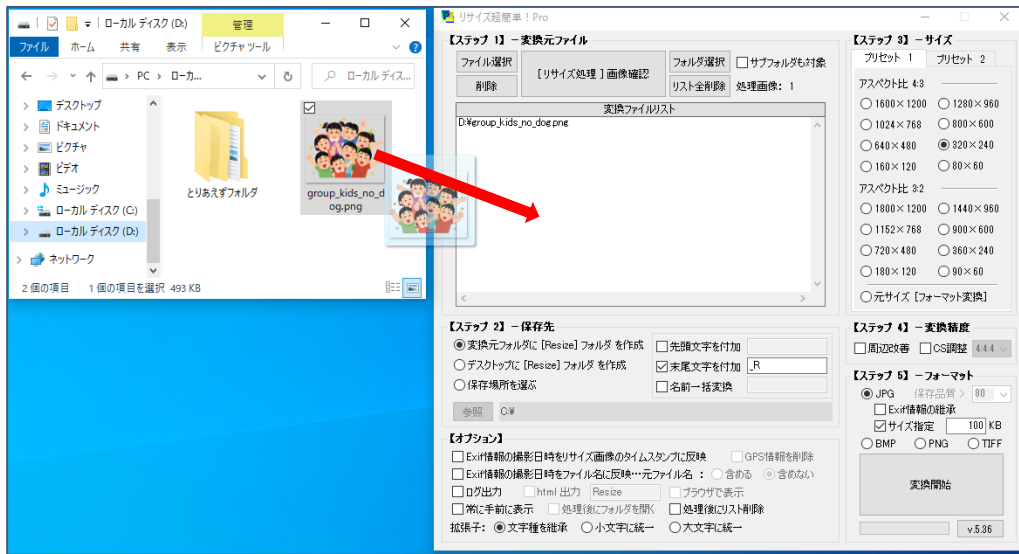 ローカル ディスク (D:)
管理
ファイル ホーム 共有 表示 ピクチャ ツール
PC › ローカ... ローカル ディス...
デスクトップ
ドキュメント
ピクチャ
ビデオ
ミュージック
ローカル ディスク (C:)
ローカル ディスク (D:)
ネットワーク
とりあえずフォルダ
group_kids_no_d
og.png
2 個の項目 1 個の項目を選択 493 KB
リサイズ超簡単！Pro
【ステップ 1】 - 変換元ファイル
ファイル選択
削除
[リサイズ処理 ] 画像確認
フォルダ選択 サブフォルダも対象
リスト全削除 処理画像: 1
変換ファイルリスト
D:¥group_kids_no_dog.png
【ステップ 2】 - 保存先
変換元フォルダに [Resize] フォルダ を作成
デスクトップに [Resize] フォルダ を作成
保存場所を選ぶ
先頭文字を付加
末尾文字を付加 _R
名前一括変換
参照 C:¥
【オプション】
Exif情報の撮影日時をリサイズ画像のタイムスタンプに反映 GPS情報を削除
Exif情報の撮影日時をファイル名に反映…元ファイル名 : 含める 含めない
ログ出力 html 出力 Resize ブラウザで表示
常に手前に表示 処理後にフォルダを開く 処理後にリスト削除
拡張子: 文字種を継承 小文字に統一 大文字に統一
【ステップ 3】 - サイズ
プリセット 1 プリセット 2
アスペクト比 4:3
1600×1200 1280×960
1024×768 800×600
640×480 320×240
160×120 80×60
アスペクト比 3:2
1800×1200 1440×960
1152×768 900×600
720×480 360×240
180×120 90×60
元サイズ [フォーマット変換]
【ステップ 4】 - 変換精度
周辺改善 CS調整 4:4:4
【ステップ 5】 - フォーマット
JPG 保存品質 > 80
Exif情報の継承
サイズ指定 100 KB
BMP PNG TIFF
変換開始
v.5.36